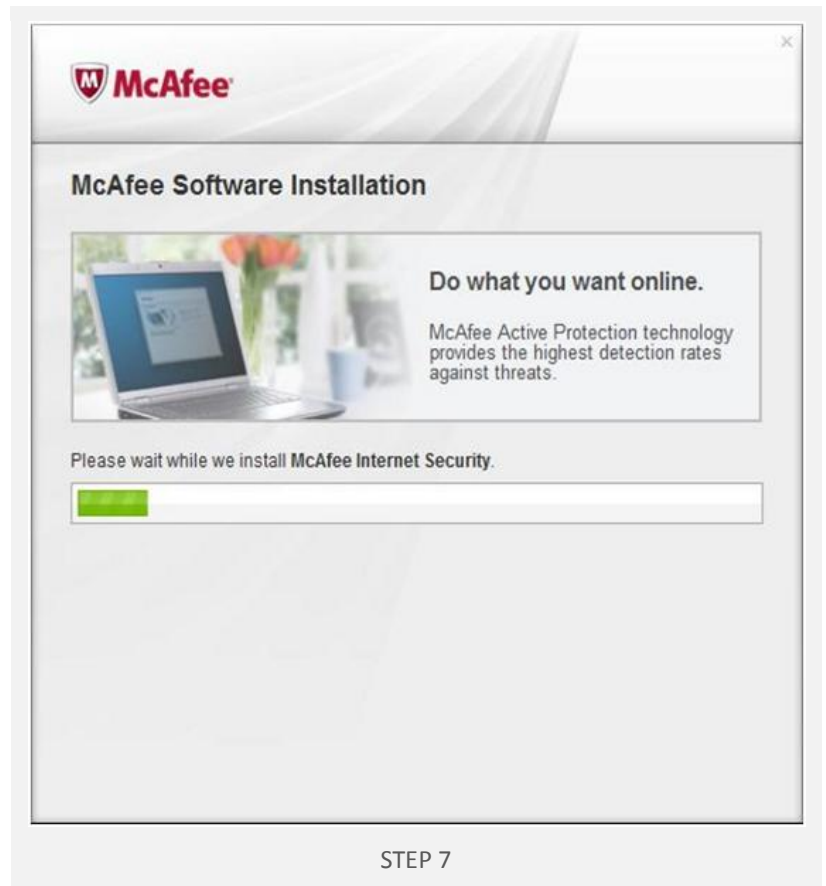 McAfee
McAfee Software Installation
Do what you want online.
McAfee Active Protection technology
provides the highest detection rates
against threats.
Please wait while we install McAfee Internet Security.
STEP 7